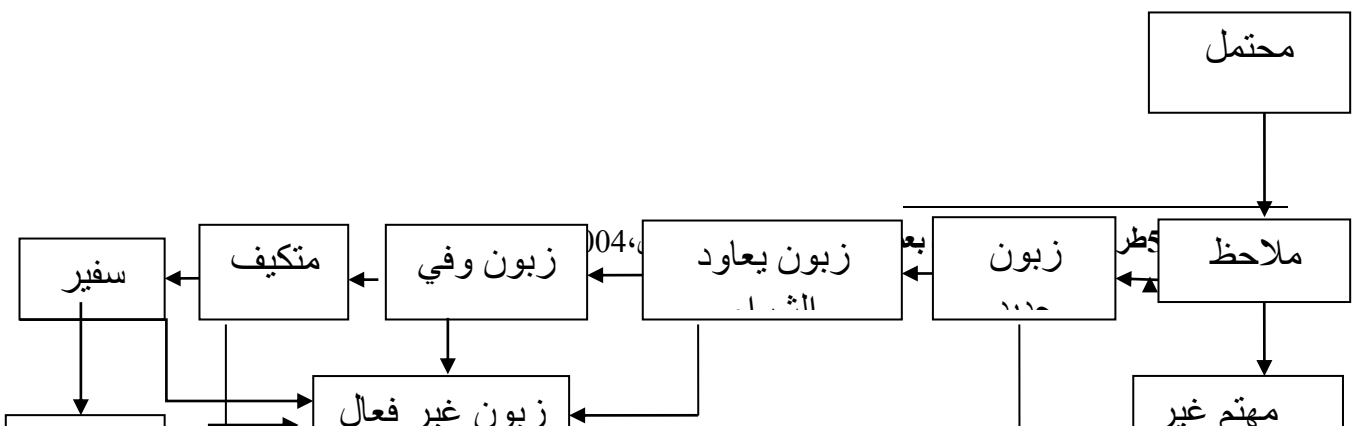 محتمل
ملاحظ
زبون
زبون يعاود
زبون وفي
متكيف
سفير
مهتم غير
زبون غير فعال